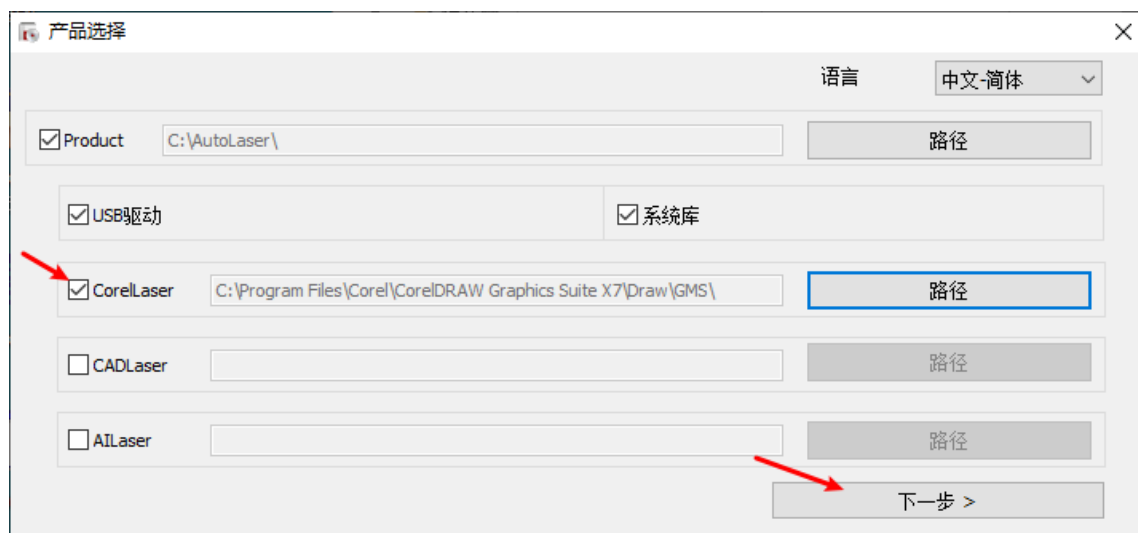 产品选择
语言 中文-简体
Product C:\AutoLaser\ 路径
USB驱动 系统库
CorelLaser C:\Program Files\Corel\CorelDRAW Graphics Suite X7\Draw\GMS\ 路径
CADLaser 路径
AILaser 路径
下一步 >